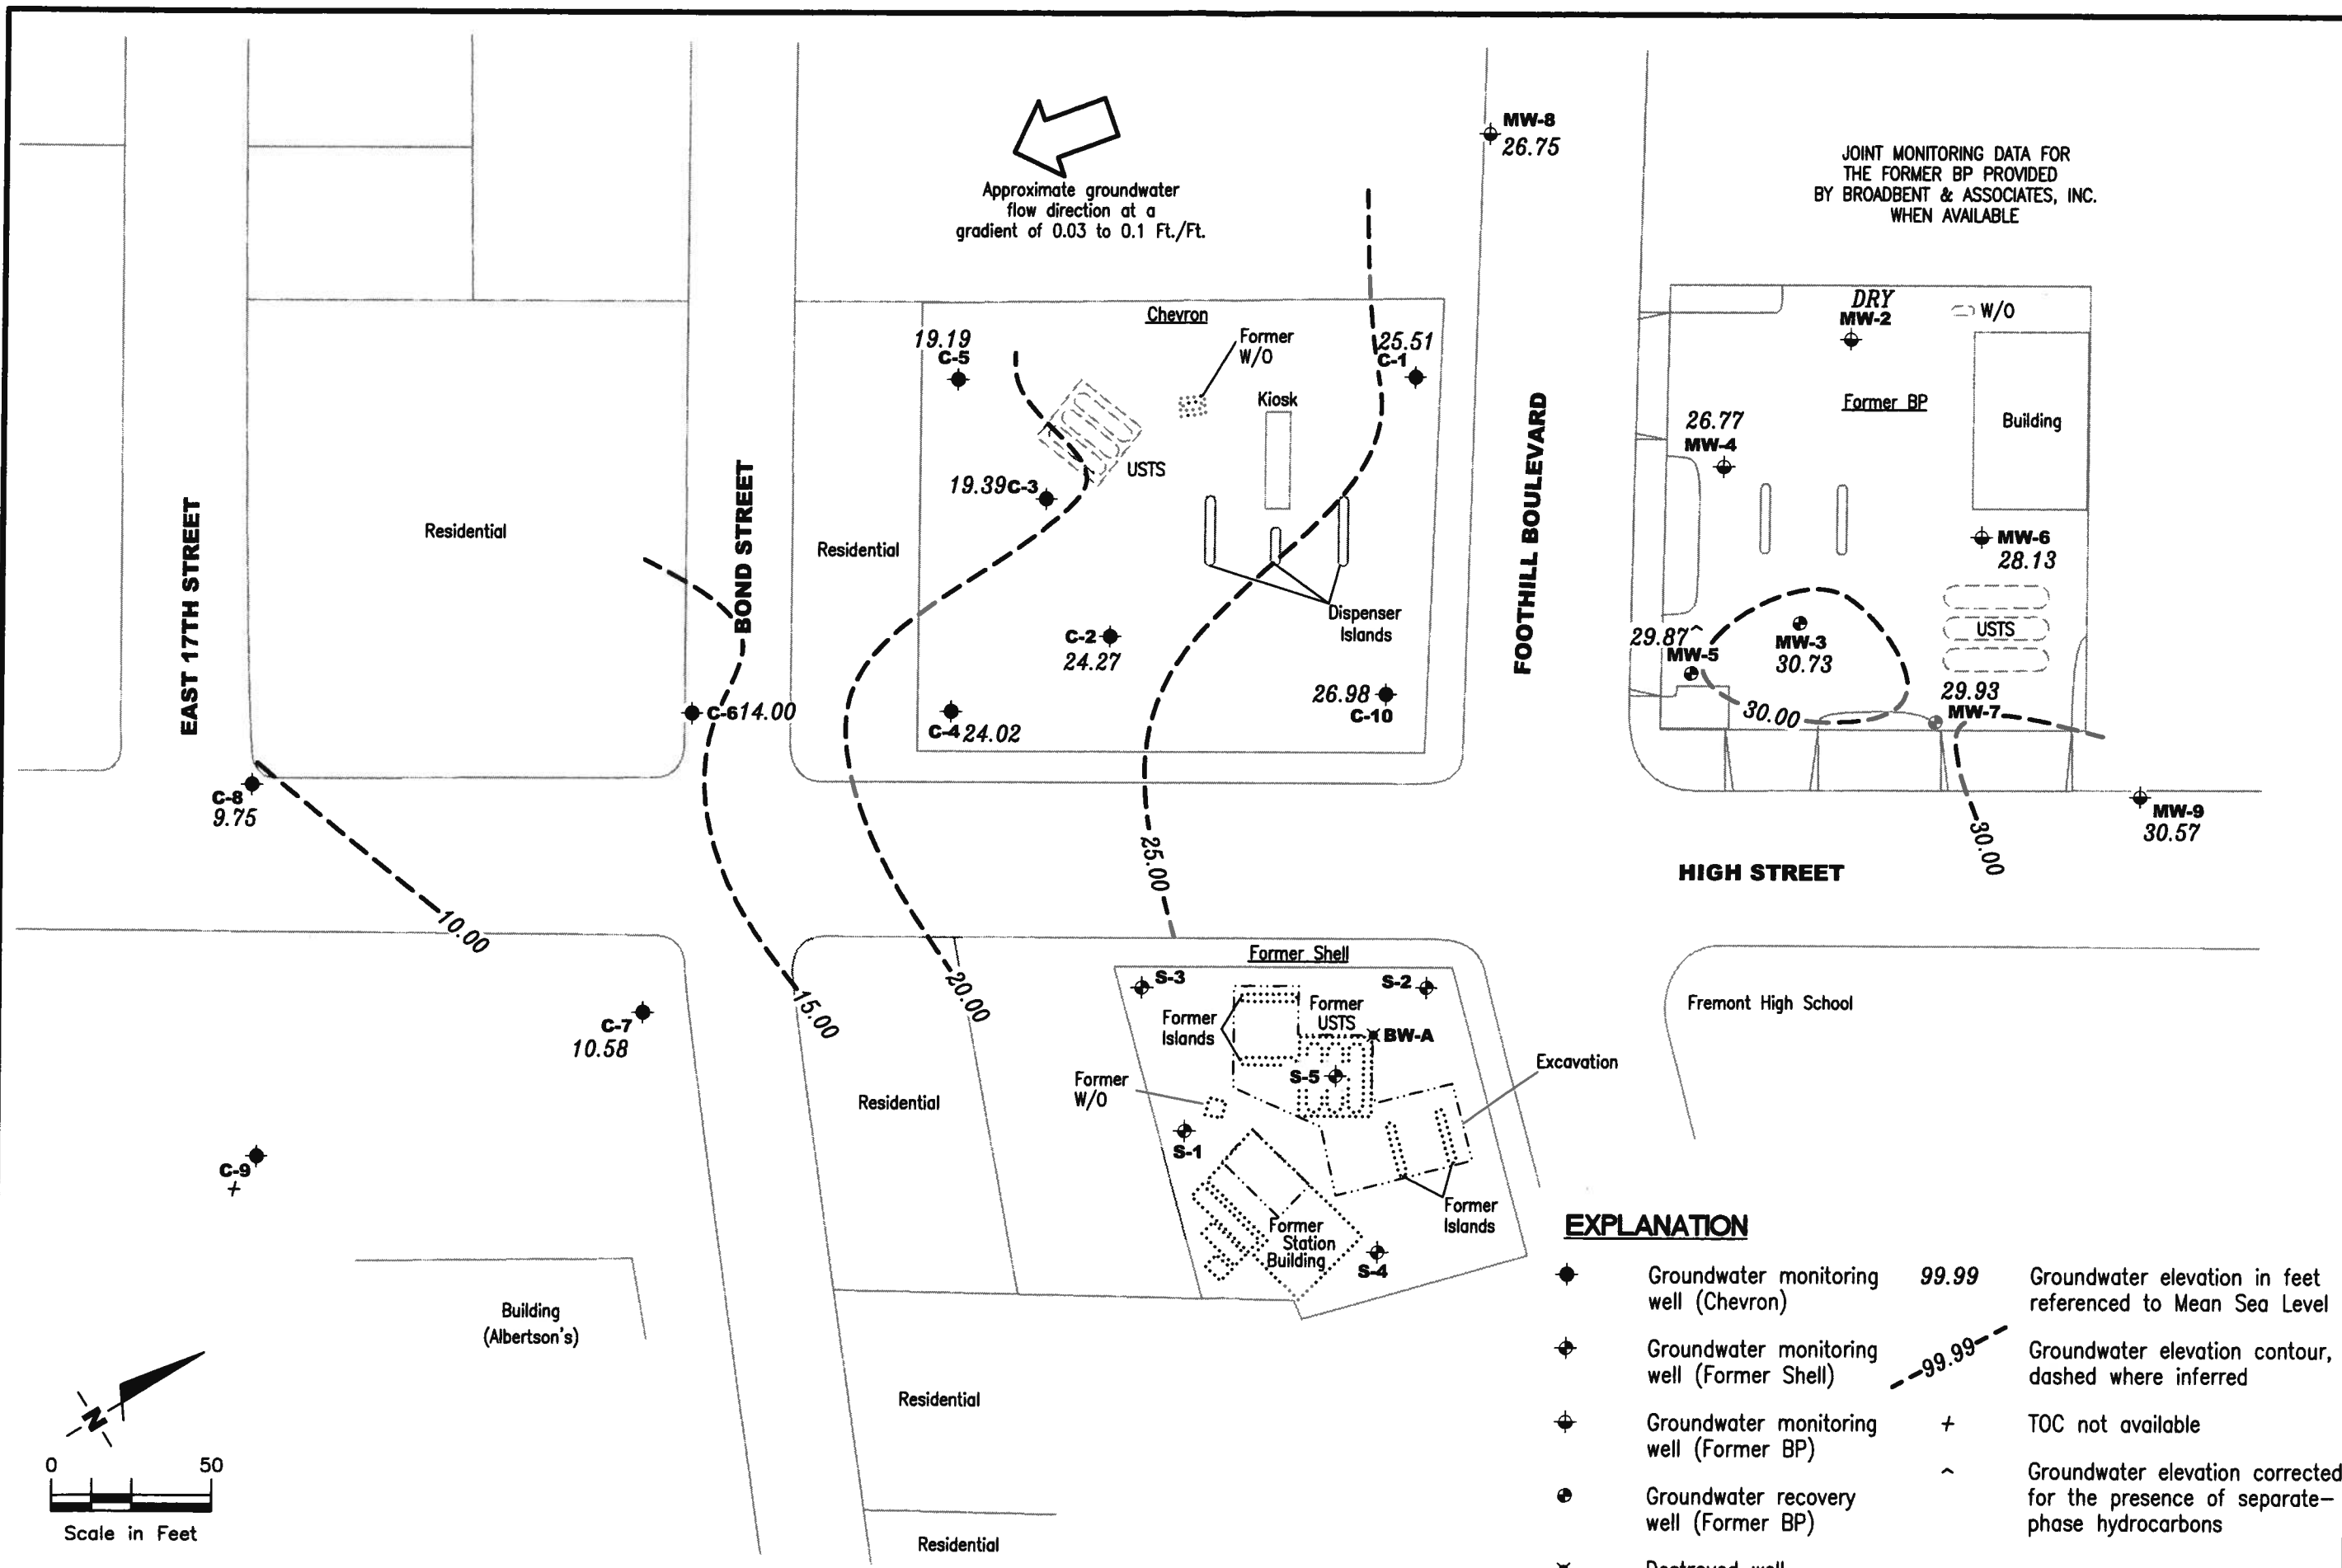 MW-8
26.75
Approximate groundwater
flow direction at a
gradient of 0.03 to 0.1 Ft./Ft.
JOINT MONITORING DATA FOR
THE FORMER BP PROVIDED
BY BROADBENT & ASSOCIATES, INC.
WHEN AVAILABLE
DRY
MW-2
W/O
Chevron
Former
W/O
19.19
C-5
25.51
C-1
Kiosk
Former BP
Building
26.77
MW-4
USTS
19.39 C-3
Residential
Residential
EAST 17TH STREET
BOND STREET
FOOTHILL BOULEVARD
MW-6
28.13
Dispenser
Islands
C-2
24.27
29.87^
MW-5
MW-3
30.73
USTS
26.98
C-10
29.93
MW-7
30.00
C-6 14.00
C-4 24.02
C-8
9.75
MW-9
30.57
25.00
30.00
HIGH STREET
10.00
Former Shell
S-3
S-2
15.00
20.00
Former
Islands
Former
USTS
BW-A
Fremont High School
C-7
10.58
S-5
Excavation
Former
W/O
Residential
S-1
C-9
+
Former
Islands
Former
Station
Building
S-4
Building
(Albertson's)
Residential
Residential
N
0 50
Scale in Feet
EXPLANATION
Groundwater monitoring
well (Chevron)
Groundwater monitoring
well (Former Shell)
Groundwater monitoring
well (Former BP)
Groundwater recovery
well (Former BP)
Destroyed well
99.99 Groundwater elevation in feet
referenced to Mean Sea Level
99.99 Groundwater elevation contour,
dashed where inferred
+ TOC not available
^ Groundwater elevation corrected
for the presence of separate-
phase hydrocarbons